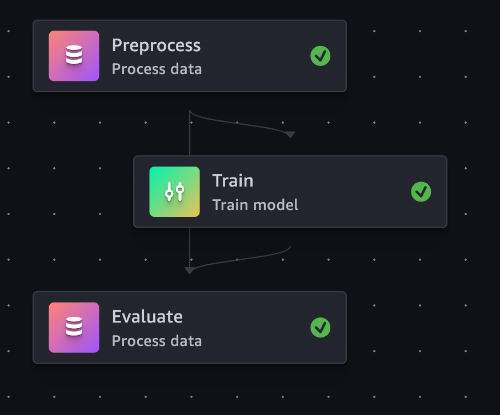 Preprocess
Process data
Train
Train model
Evaluate
Process data